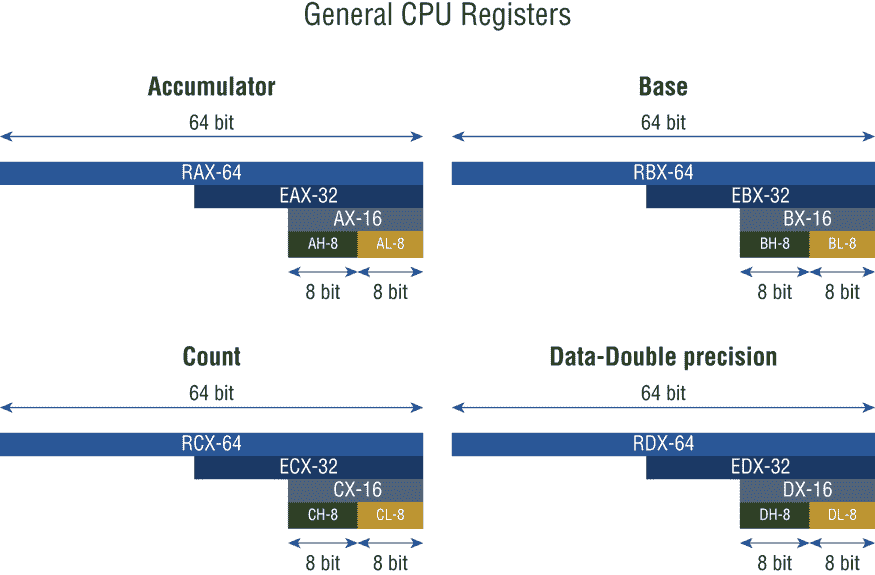 General CPU Registers
Accumulator
64 bit
RAX-64
EAX-32
AX-16
AH-8 AL-8
8 bit 8 bit
Base
64 bit
RBX-64
EBX-32
BX-16
BH-8 BL-8
8 bit 8 bit
Count
64 bit
RCX-64
ECX-32
CX-16
CH-8 CL-8
8 bit 8 bit
Data-Double precision
64 bit
RDX-64
EDX-32
DX-16
DH-8 DL-8
8 bit 8 bit